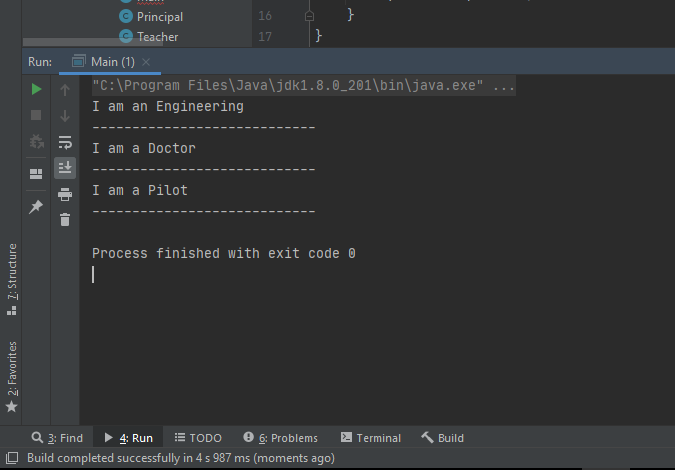 Main
Principal
Teacher
16 }
17 }
Run: Main (1) ×
"C:\Program Files\Java\jdk1.8.0_201\bin\java.exe" ...
I am an Engineering
----------------------------
I am a Doctor
----------------------------
I am a Pilot
----------------------------
Process finished with exit code 0
7: Structure
2: Favorites
3: Find
4: Run
TODO
6: Problems
Terminal
Build
Build completed successfully in 4 s 987 ms (moments ago)